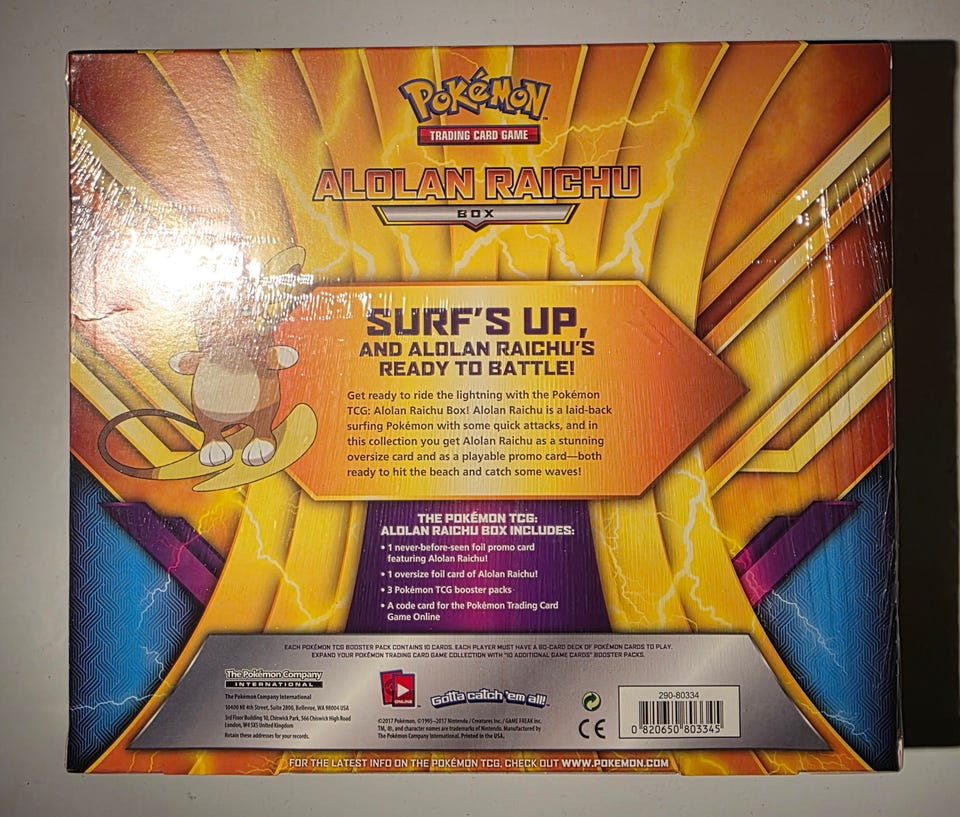 POKéMON™
TRADING CARD GAME
ALOLAN RAICHU
BOX
SURF'S UP,
AND ALOLAN RAICHU'S
READY TO BATTLE!
Get ready to ride the lightning with the Pokémon
TCG: Alolan Raichu Box! Alolan Raichu is a laid-back
surfing Pokémon with some quick attacks, and in
this collection you get Alolan Raichu as a stunning
oversize card and as a playable promo card—both
ready to hit the beach and catch some waves!
THE POKÉMON TCG:
ALOLAN RAICHU BOX INCLUDES:
• 1 never-before-seen foil promo card
featuring Alolan Raichu!
• 1 oversize foil card of Alolan Raichu!
• 3 Pokémon TCG booster packs
• A code card for the Pokémon Trading Card
Game Online
EACH POKÉMON TCG BOOSTER PACK CONTAINS 10 CARDS. EACH PLAYER MUST HAVE A 60-CARD DECK OF POKÉMON CARDS TO PLAY.
EXPAND YOUR POKÉMON TRADING CARD GAME COLLECTION WITH "10 ADDITIONAL GAME CARDS" BOOSTER PACKS.
The Pokémon Company
INTERNATIONAL
The Pokémon Company International
10400 NE 4th Street, Suite 2800, Bellevue, WA 98004 USA
3rd Floor Building 10, Chiswick Park, 566 Chiswick High Road
London, W4 5XS United Kingdom
Retain these addresses for your records.
ONLINE
Gotta catch 'em all!
©2017 Pokémon. ©1995–2017 Nintendo / Creatures Inc. / GAME FREAK inc.
TM, ®, and character names are trademarks of Nintendo. Manufactured by
The Pokémon Company International. Printed in the USA.
CE
290-80334
0 820650 803345
FOR THE LATEST INFO ON THE POKÉMON TCG, CHECK OUT WWW.POKEMON.COM